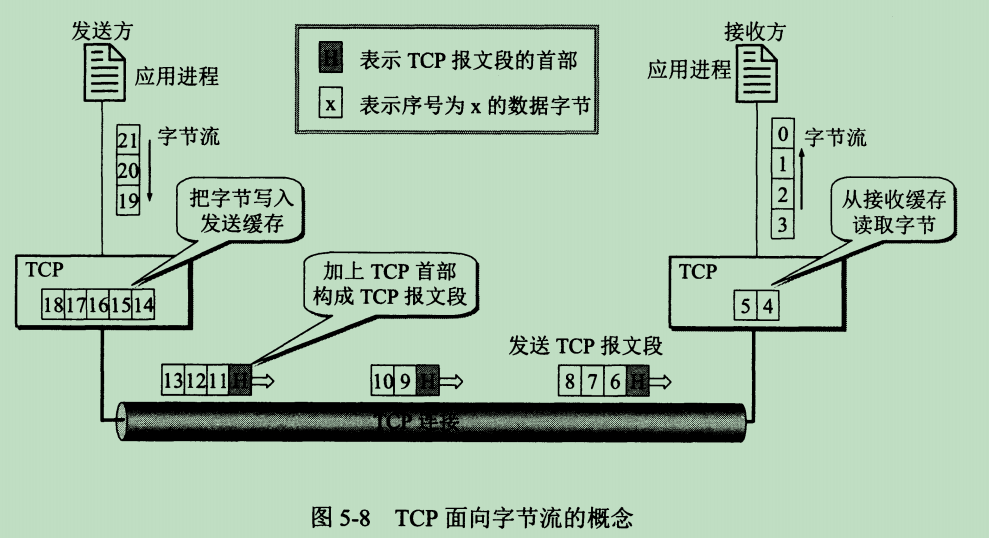 发送方
应用进程
H 表示 TCP 报文段的首部
x 表示序号为 x 的数据字节
接收方
应用进程
21
20
19
字节流
把字节写入
发送缓存
0
1
2
3
字节流
从接收缓存
读取字节
TCP
18 17 16 15 14
加上 TCP 首部
构成 TCP 报文段
TCP
5 4
发送 TCP 报文段
13 12 11 H
10 9 H
8 7 6 H
TCP 连接
图 5-8 TCP 面向字节流的概念